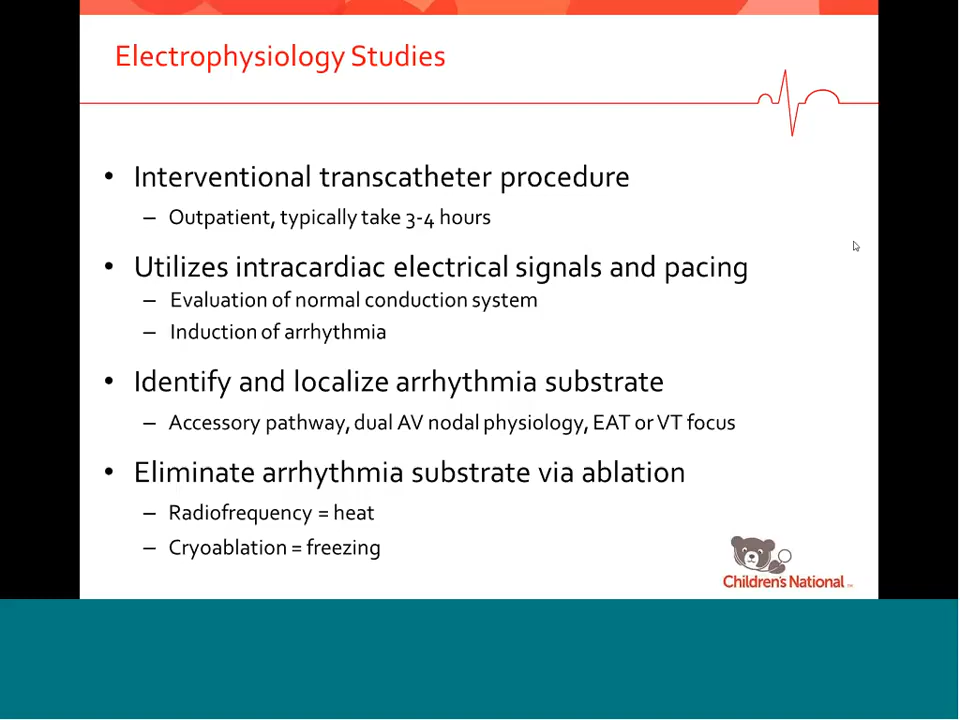 Electrophysiology Studies
• Interventional transcatheter procedure
– Outpatient, typically take 3-4 hours
• Utilizes intracardiac electrical signals and pacing
– Evaluation of normal conduction system
– Induction of arrhythmia
• Identify and localize arrhythmia substrate
– Accessory pathway, dual AV nodal physiology, EAT or VT focus
• Eliminate arrhythmia substrate via ablation
– Radiofrequency = heat
– Cryoablation = freezing
Children's National